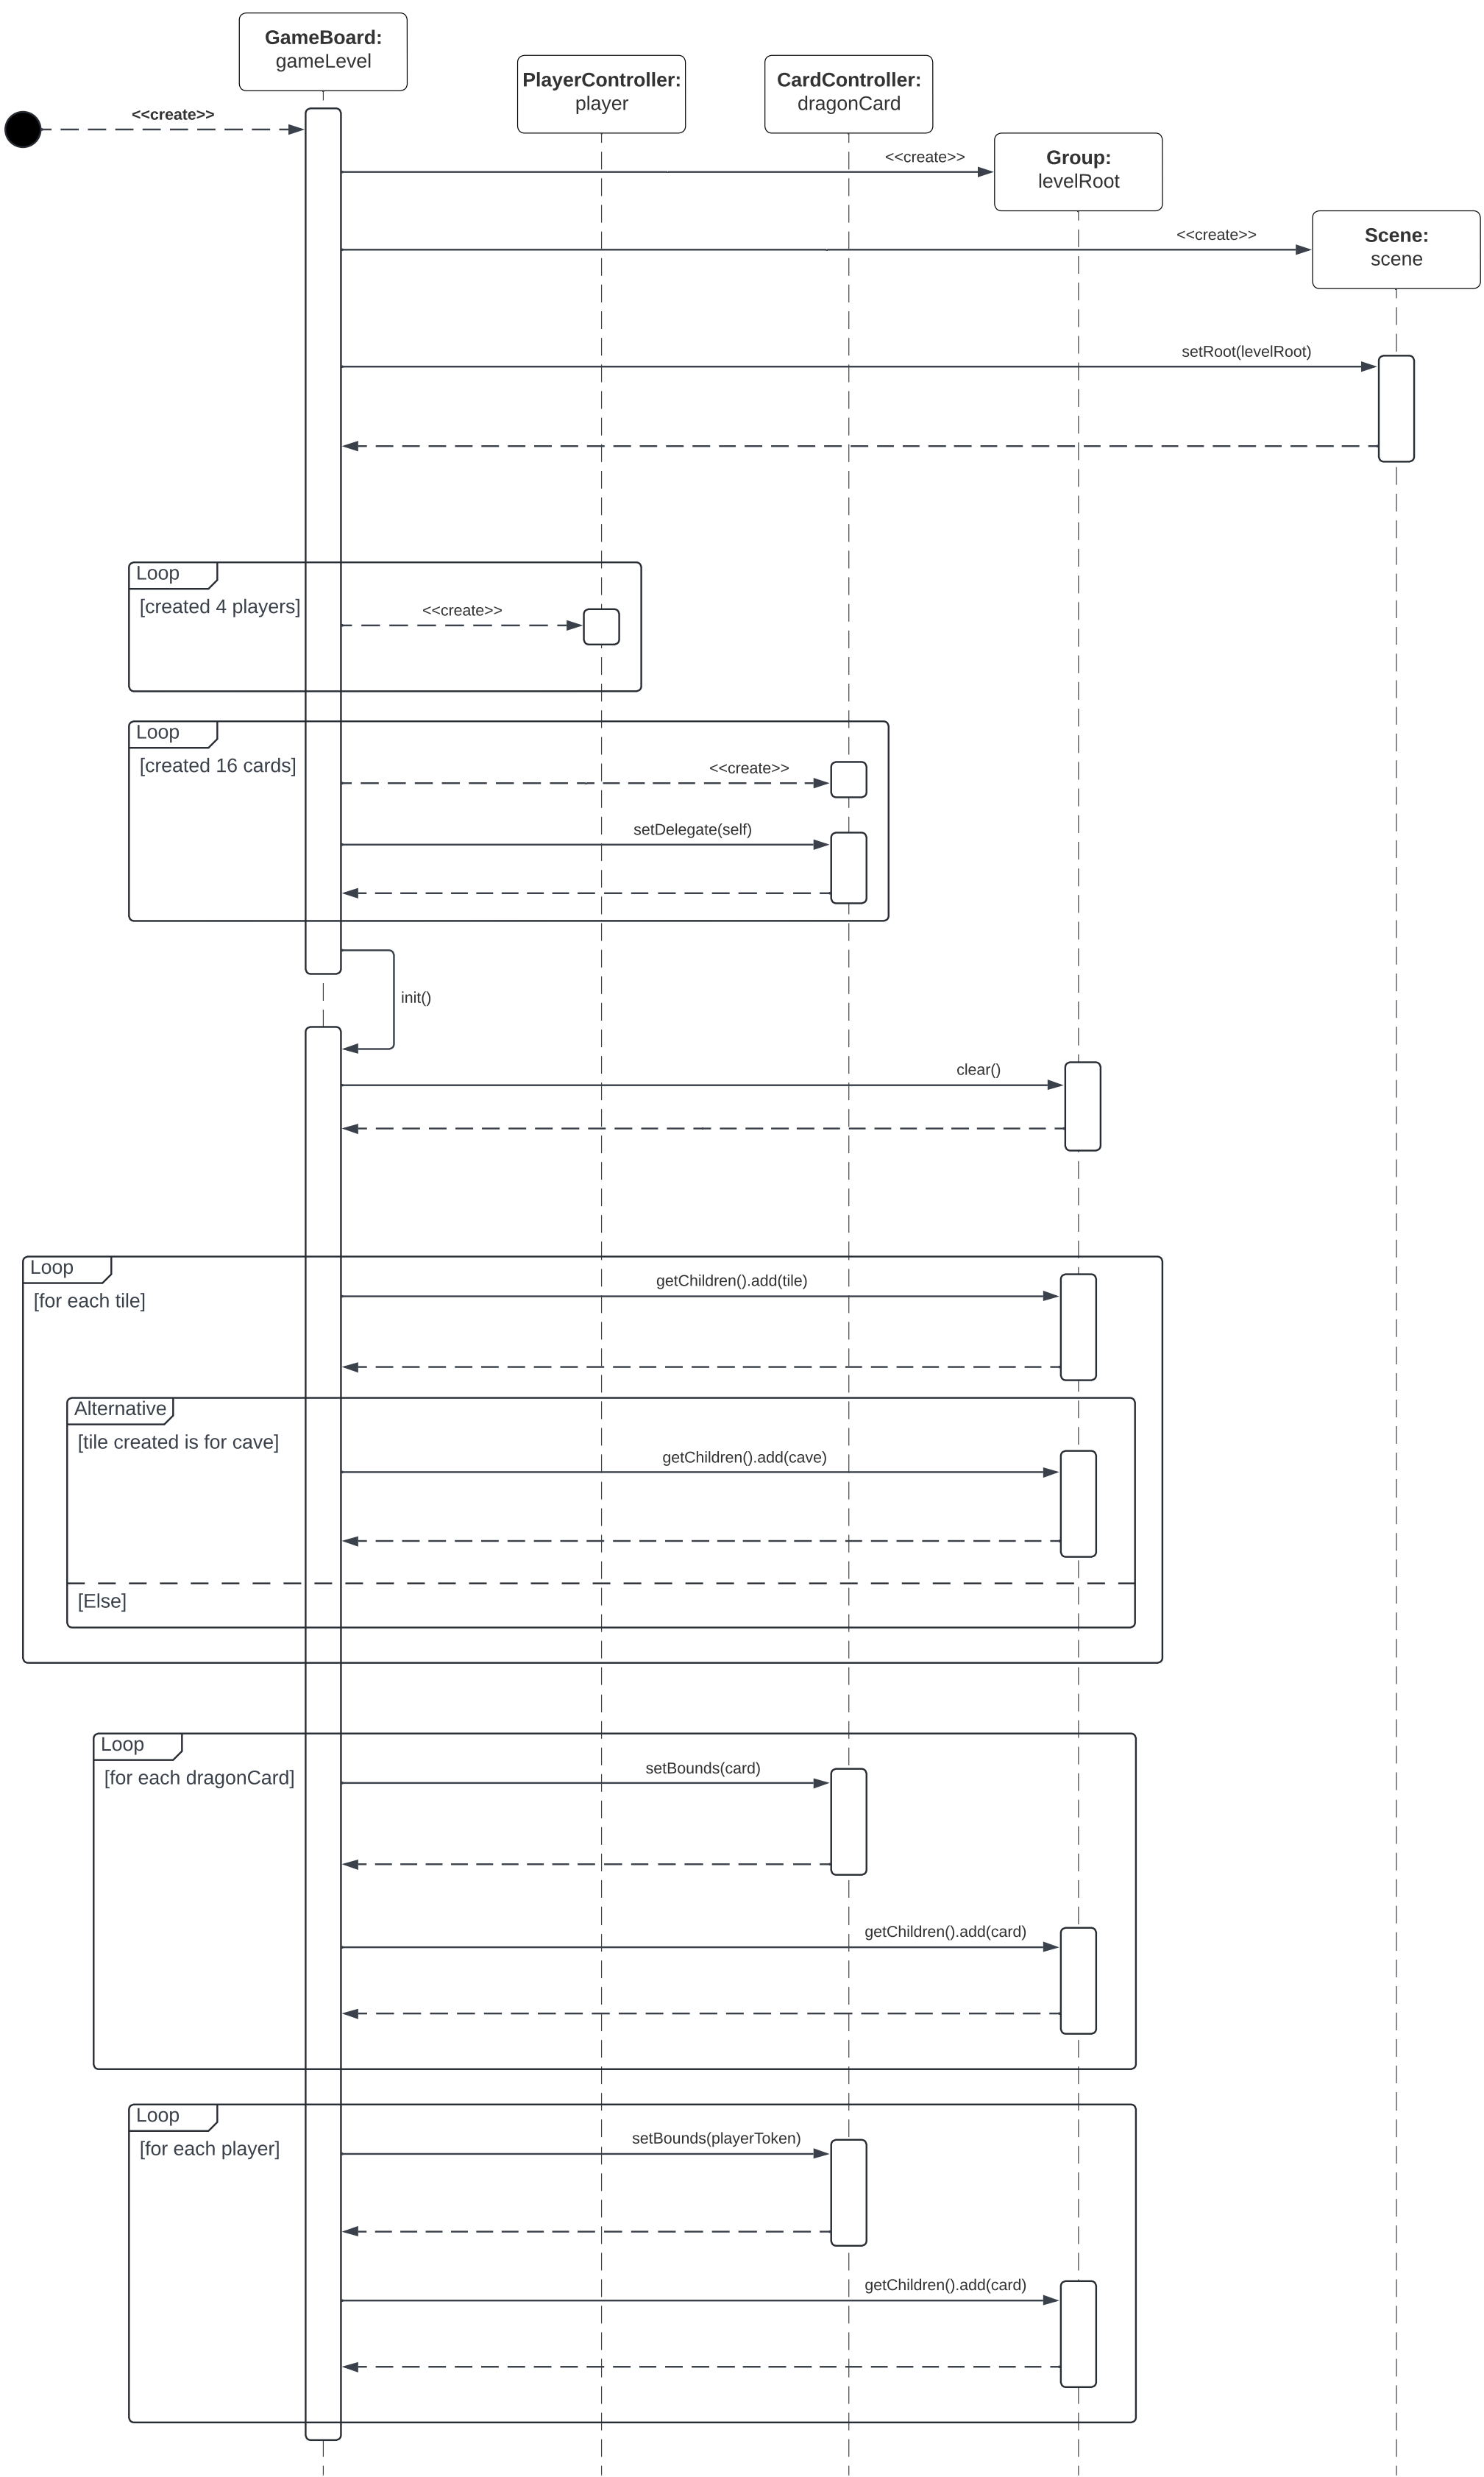 GameBoard:
gameLevel
PlayerController:
player
CardController:
dragonCard
<<create>>
Group:
levelRoot
<<create>>
Scene:
scene
<<create>>
setRoot(levelRoot)
Loop
[created 4 players]
<<create>>
Loop
[created 16 cards]
<<create>>
setDelegate(self)
init()
clear()
Loop
[for each tile]
getChildren().add(tile)
Alternative
[tile created is for cave]
getChildren().add(cave)
[Else]
Loop
[for each dragonCard]
setBounds(card)
getChildren().add(card)
Loop
[for each player]
setBounds(playerToken)
getChildren().add(card)